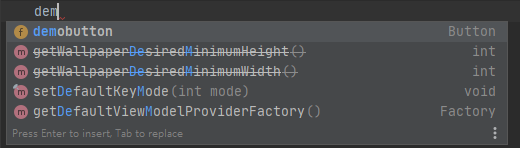 dem
f demobutton Button
m getWallpaperDesiredMinimumHeight() int
m getWallpaperDesiredMinimumWidth() int
m setDefaultKeyMode(int mode) void
m getDefaultViewModelProviderFactory() Factory
Press Enter to insert, Tab to replace